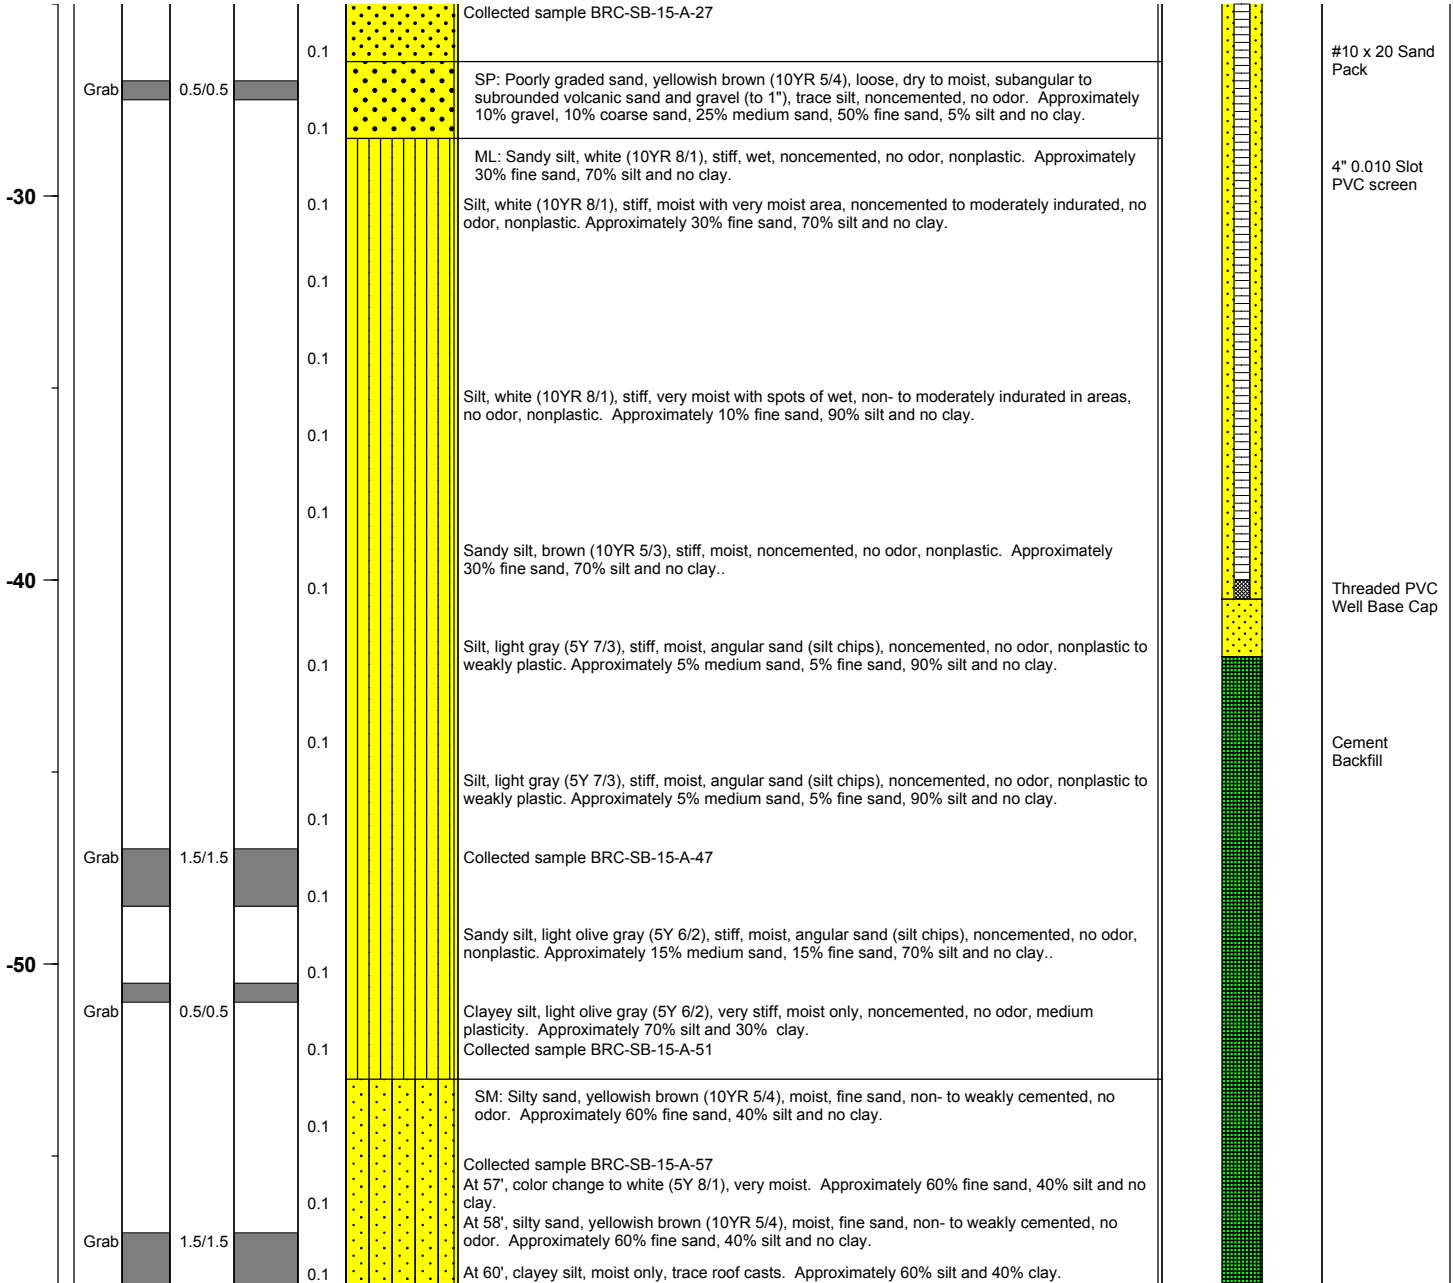 Collected sample BRC-SB-15-A-27
0.1
#10 x 20 Sand
Pack
Grab
0.5/0.5
SP: Poorly graded sand, yellowish brown (10YR 5/4), loose, dry to moist, subangular to
subrounded volcanic sand and gravel (to 1"), trace silt, noncemented, no odor. Approximately
10% gravel, 10% coarse sand, 25% medium sand, 50% fine sand, 5% silt and no clay.
0.1
ML: Sandy silt, white (10YR 8/1), stiff, wet, noncemented, no odor, nonplastic. Approximately
30% fine sand, 70% silt and no clay.
4" 0.010 Slot
PVC screen
-30
0.1
Silt, white (10YR 8/1), stiff, moist with very moist area, noncemented to moderately indurated, no
odor, nonplastic. Approximately 30% fine sand, 70% silt and no clay.
0.1
0.1
Silt, white (10YR 8/1), stiff, very moist with spots of wet, non- to moderately indurated in areas,
no odor, nonplastic. Approximately 10% fine sand, 90% silt and no clay.
0.1
0.1
Sandy silt, brown (10YR 5/3), stiff, moist, noncemented, no odor, nonplastic. Approximately
30% fine sand, 70% silt and no clay..
-40
0.1
Threaded PVC
Well Base Cap
Silt, light gray (5Y 7/3), stiff, moist, angular sand (silt chips), noncemented, no odor, nonplastic to
weakly plastic. Approximately 5% medium sand, 5% fine sand, 90% silt and no clay.
0.1
0.1
Cement
Backfill
Silt, light gray (5Y 7/3), stiff, moist, angular sand (silt chips), noncemented, no odor, nonplastic to
weakly plastic. Approximately 5% medium sand, 5% fine sand, 90% silt and no clay.
0.1
Grab
1.5/1.5
Collected sample BRC-SB-15-A-47
0.1
Sandy silt, light olive gray (5Y 6/2), stiff, moist, angular sand (silt chips), noncemented, no odor,
nonplastic. Approximately 15% medium sand, 15% fine sand, 70% silt and no clay..
-50
0.1
Grab
0.5/0.5
Clayey silt, light olive gray (5Y 6/2), very stiff, moist only, noncemented, no odor, medium
plasticity. Approximately 70% silt and 30% clay.
0.1
Collected sample BRC-SB-15-A-51
SM: Silty sand, yellowish brown (10YR 5/4), moist, fine sand, non- to weakly cemented, no
odor. Approximately 60% fine sand, 40% silt and no clay.
0.1
Collected sample BRC-SB-15-A-57
At 57', color change to white (5Y 8/1), very moist. Approximately 60% fine sand, 40% silt and no
clay.
0.1
At 58', silty sand, yellowish brown (10YR 5/4), moist, fine sand, non- to weakly cemented, no
odor. Approximately 60% fine sand, 40% silt and no clay.
Grab
1.5/1.5
0.1
At 60', clayey silt, moist only, trace roof casts. Approximately 60% silt and 40% clay.